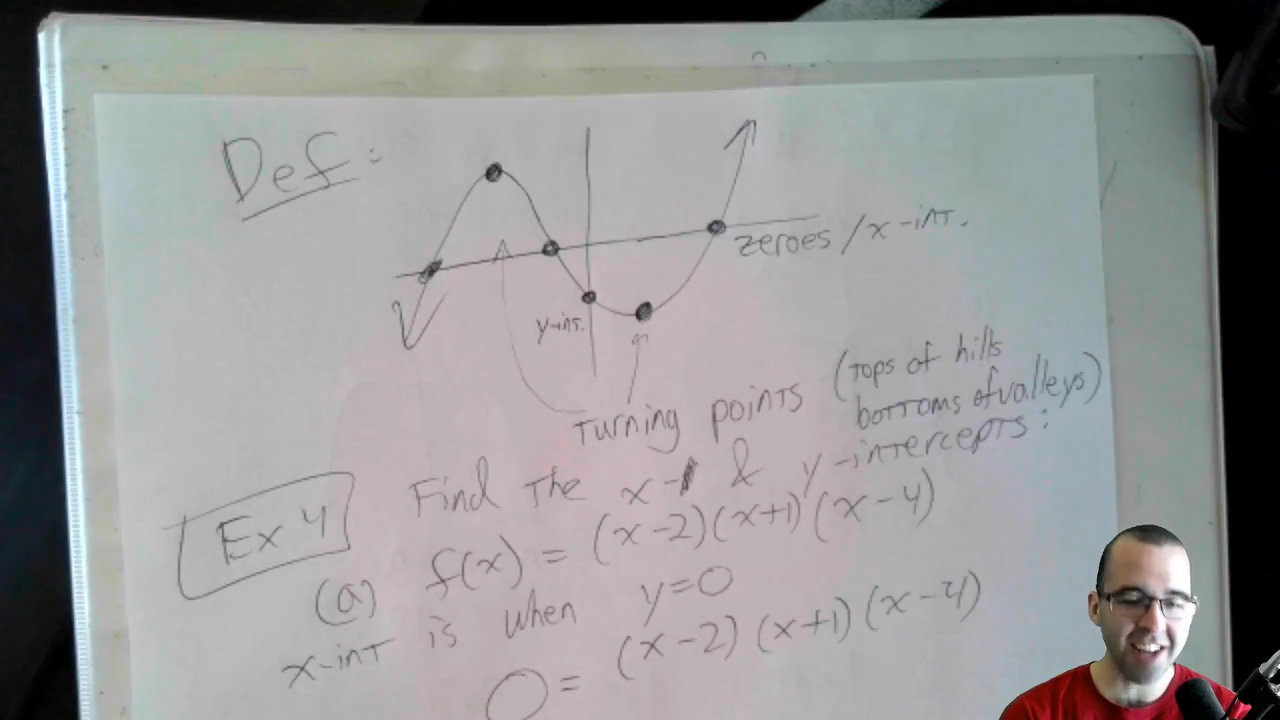 Def:
zeroes / x-int.
y-int.
Turning points (tops of hills
bottoms of valleys)
Ex 4 Find the x- & y-intercepts:
(a) f(x) = (x-2)(x+1)(x-4)
x-int is when y=0
0= (x-2)(x+1)(x-4)